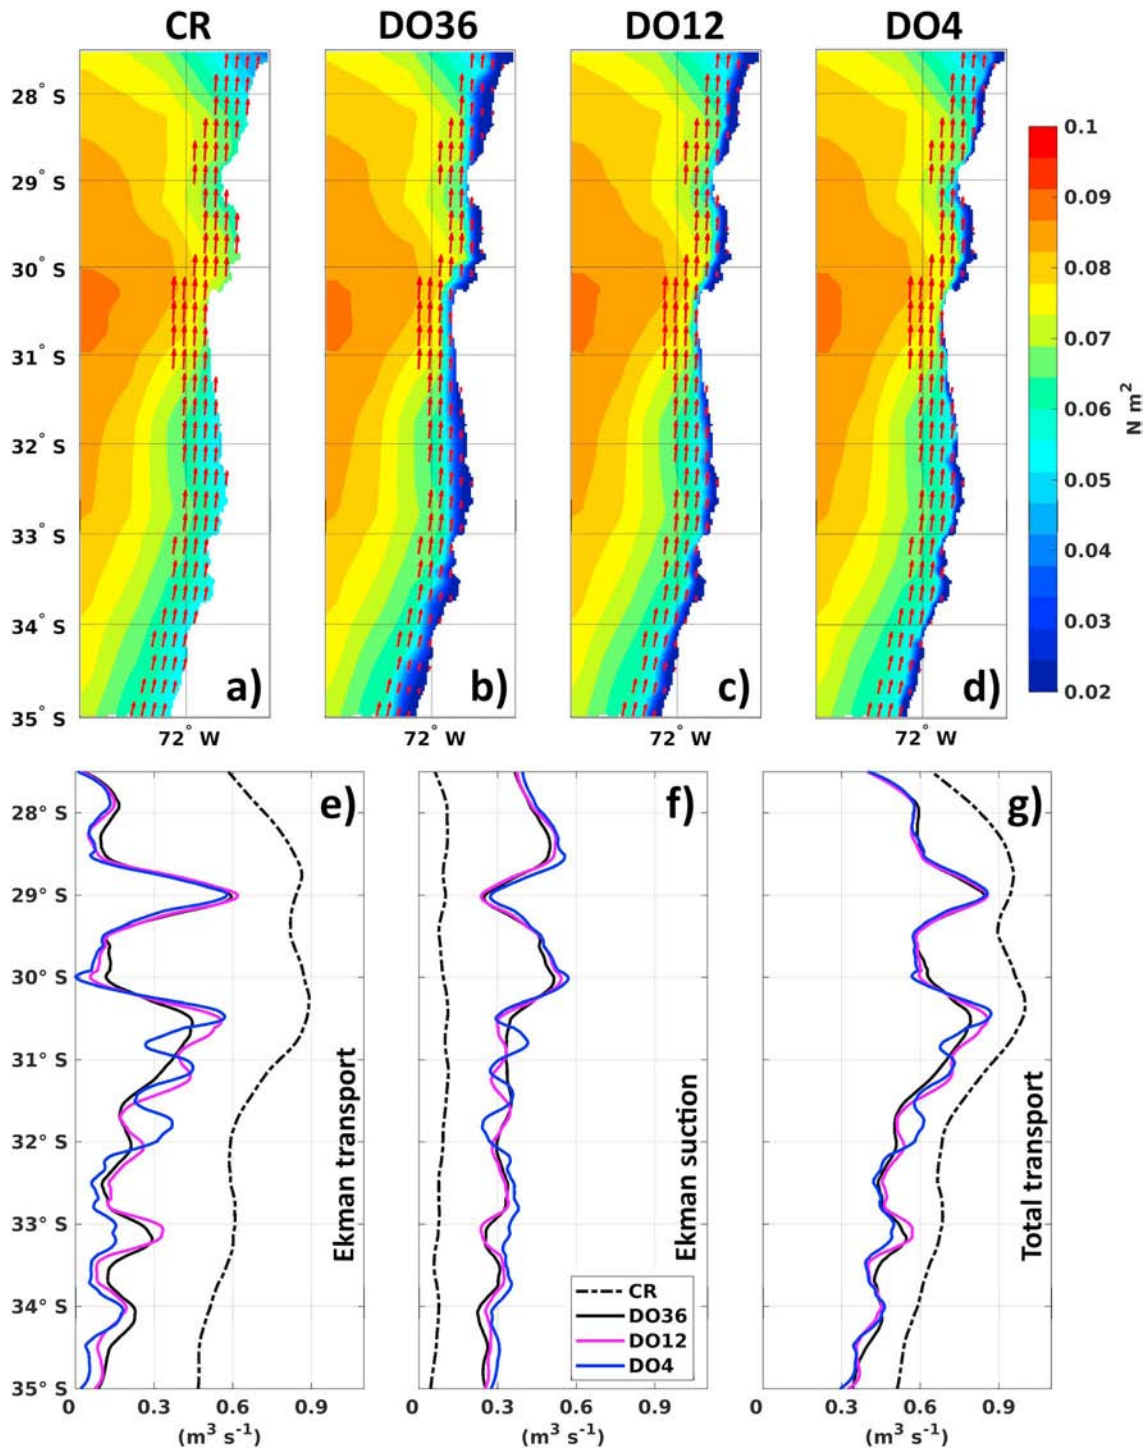 CR DO36 DO12 DO4
28° S
29° S
30° S
31° S
32° S
33° S
34° S
35° S
a) b) c) d)
72° W 72° W 72° W 72° W
0.1
0.09
0.08
0.07
0.06
0.05
0.04
0.03
0.02
N m²
e) f) g)
28° S
29° S
30° S
31° S
32° S
33° S
34° S
35° S
Ekman transport
Ekman suction
Total transport
CR
DO36
DO12
DO4
0 0.3 0.6 0.9 0 0.3 0.6 0.9 0 0.3 0.6 0.9
(m³ s⁻¹) (m³ s⁻¹) (m³ s⁻¹)